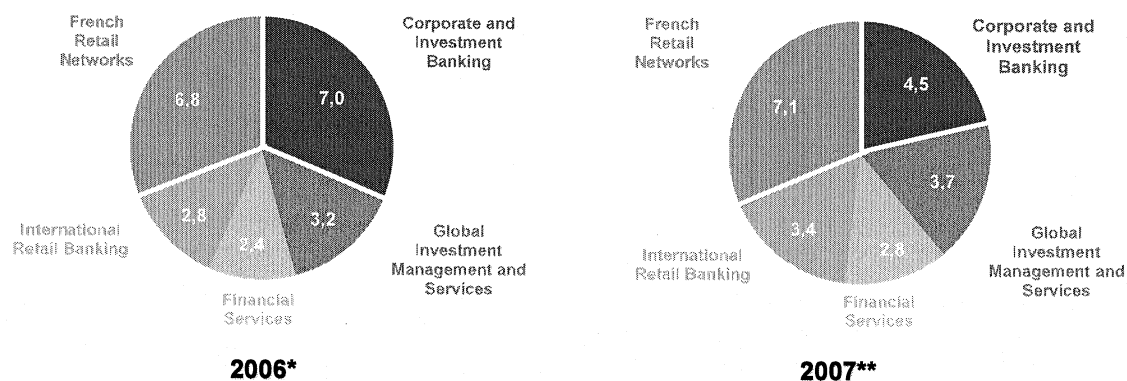 French
Retail
Networks
Corporate and
Investment
Banking
6,8
7,0
2,8
2,4
3,2
International
Retail Banking
Global
Investment
Management and
Services
Financial
Services
2006*
French
Retail
Networks
Corporate and
Investment
Banking
7,1
4,5
3,7
3,4
2,8
International
Retail Banking
Global
Investment
Management and
Services
Financial
Services
2007**